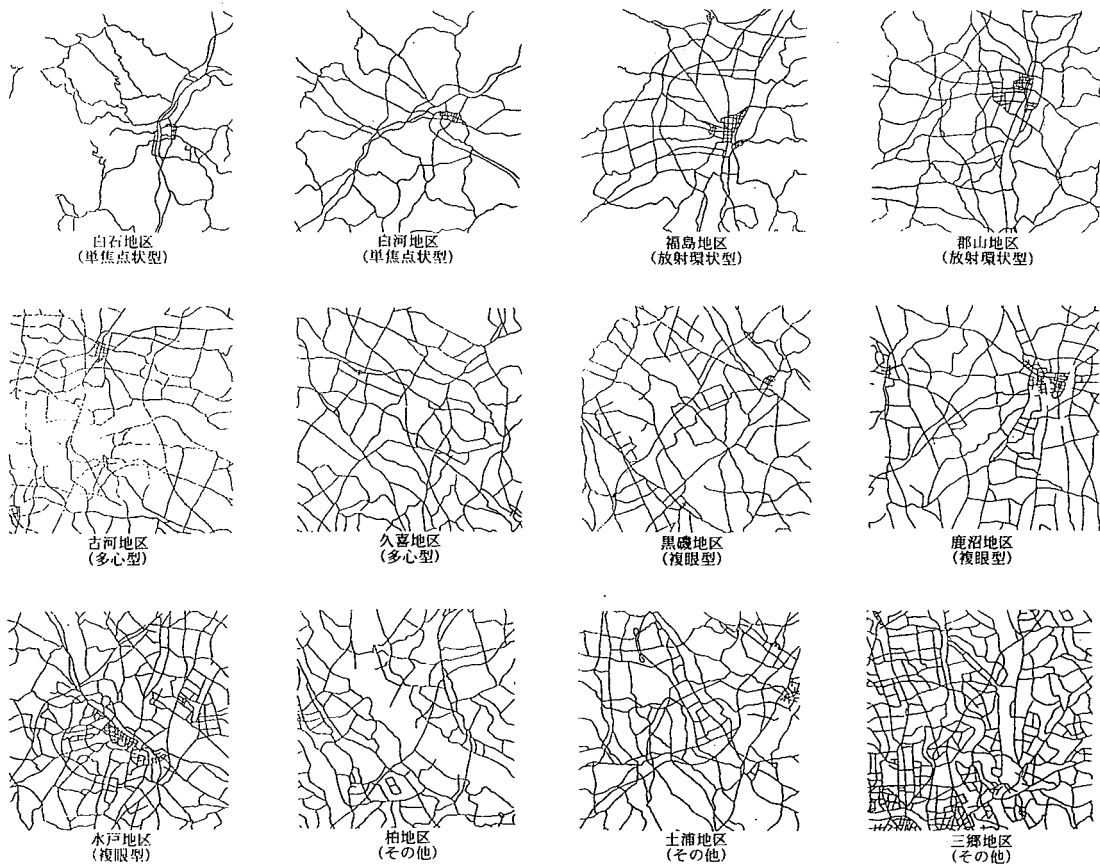 白石地区
(単焦点状型)
白河地区
(単焦点状型)
福島地区
(放射環状型)
郡山地区
(放射環状型)
古河地区
(多心型)
久喜地区
(多心型)
黒磯地区
(複眼型)
鹿沼地区
(複眼型)
水戸地区
(複眼型)
柏地区
(その他)
土浦地区
(その他)
三郷地区
(その他)